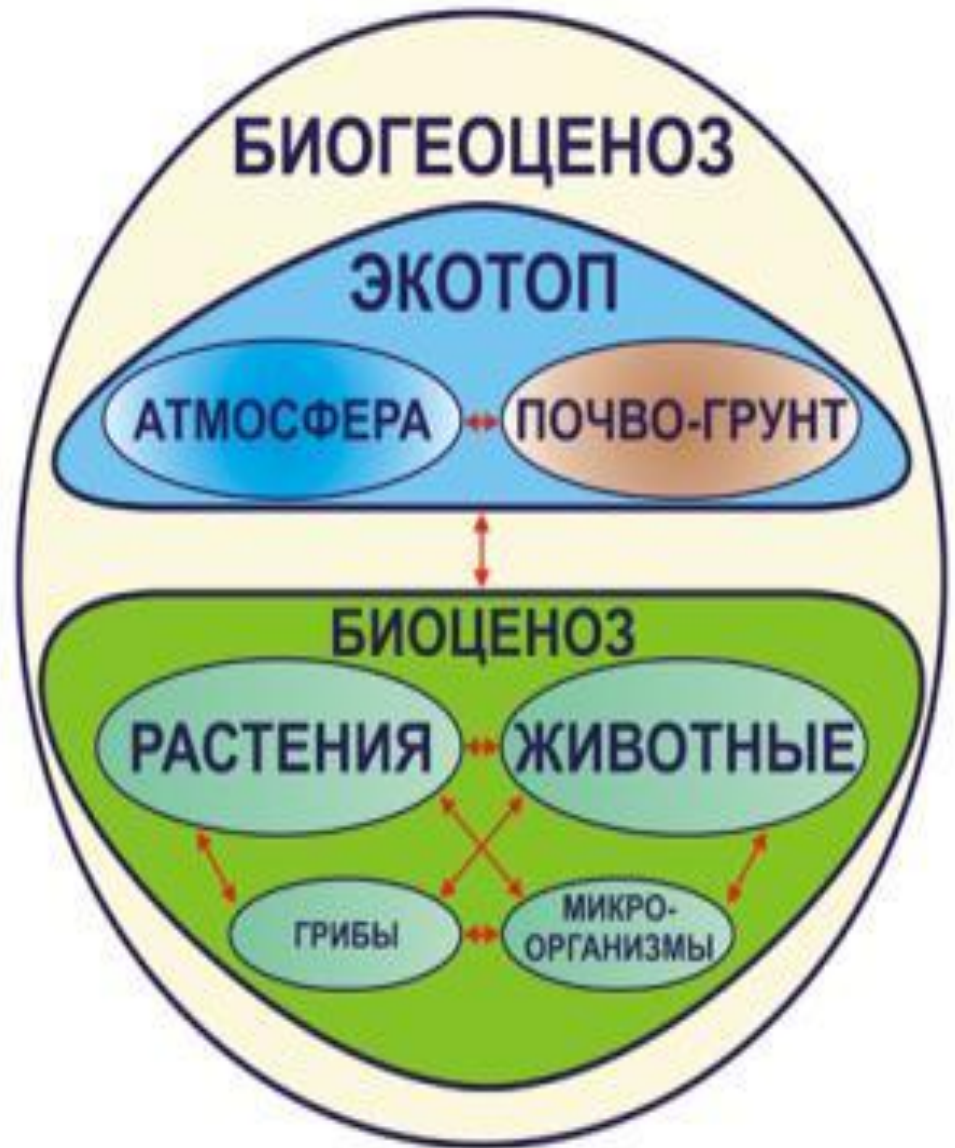 БИОГЕОЦЕНОЗ
ЭКОТОП
АТМОСФЕРА
ПОЧВО-ГРУНТ
БИОЦЕНОЗ
РАСТЕНИЯ
ЖИВОТНЫЕ
ГРИБЫ
МИКРО-
ОРГАНИЗМЫ